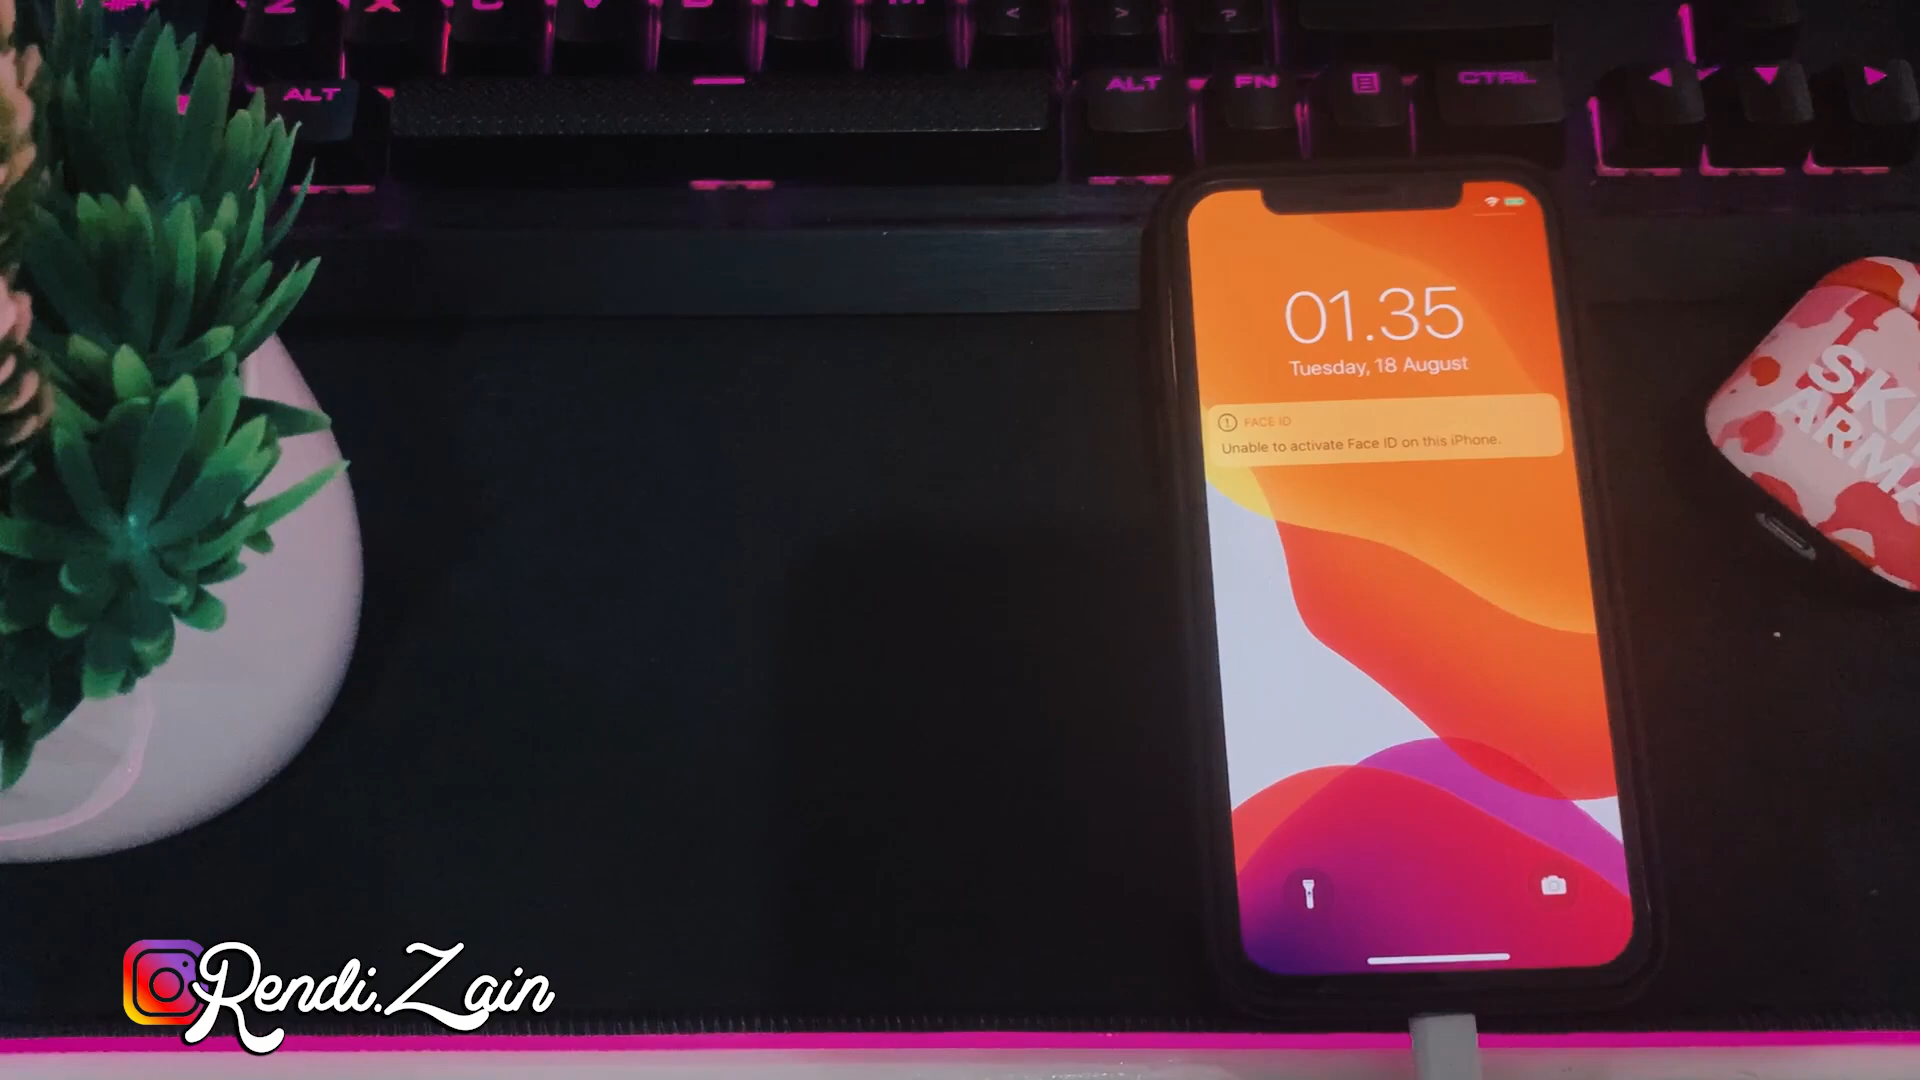 Z X C V B N M < > ?
ALT ALT FN CTRL
01.35
Tuesday, 18 August
FACE ID
Unable to activate Face ID on this iPhone.
Rendi.Zain